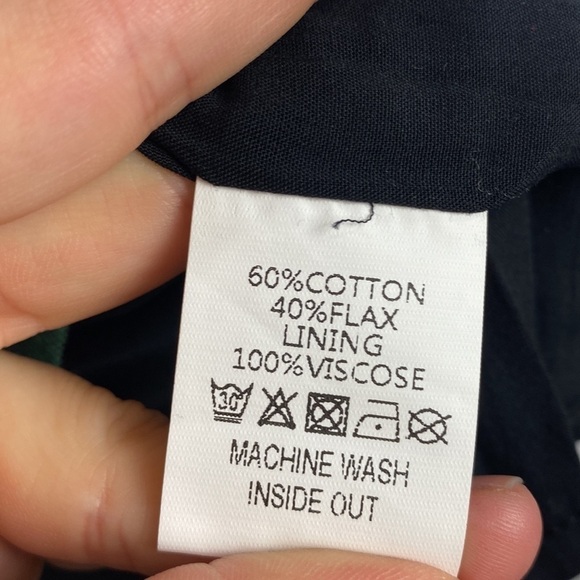 60%COTTON
40%FLAX
LINING
100%VISCOSE
30
MACHINE WASH
INSIDE OUT